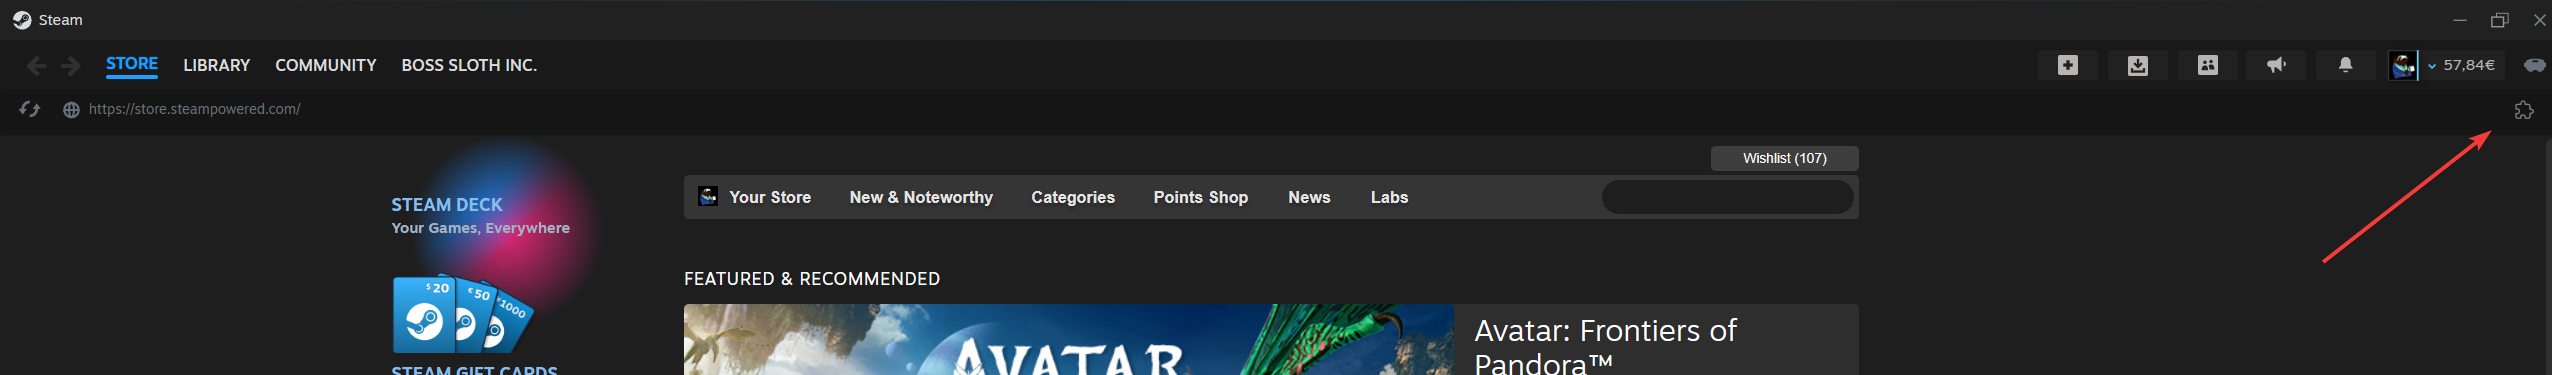 Steam
STORE LIBRARY COMMUNITY BOSS SLOTH INC. 57,84€
https://store.steampowered.com/
Wishlist (107)
Your Store New & Noteworthy Categories Points Shop News Labs
STEAM DECK
Your Games, Everywhere
$20 €50 ¥1000
STEAM GIFT CARDS
FEATURED & RECOMMENDED
AVATAR
Avatar: Frontiers of
Pandora™